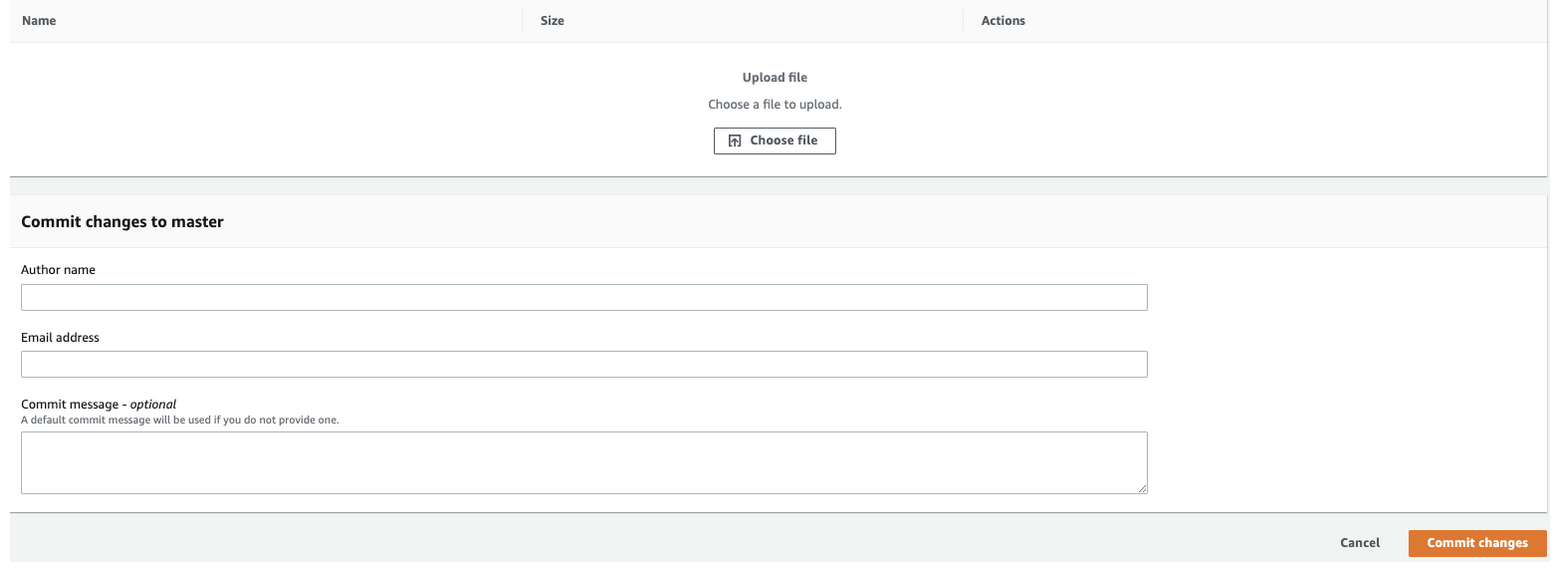 Name Size Actions
Upload file
Choose a file to upload.
Choose file
Commit changes to master
Author name
Email address
Commit message - optional
A default commit message will be used if you do not provide one.
Cancel Commit changes